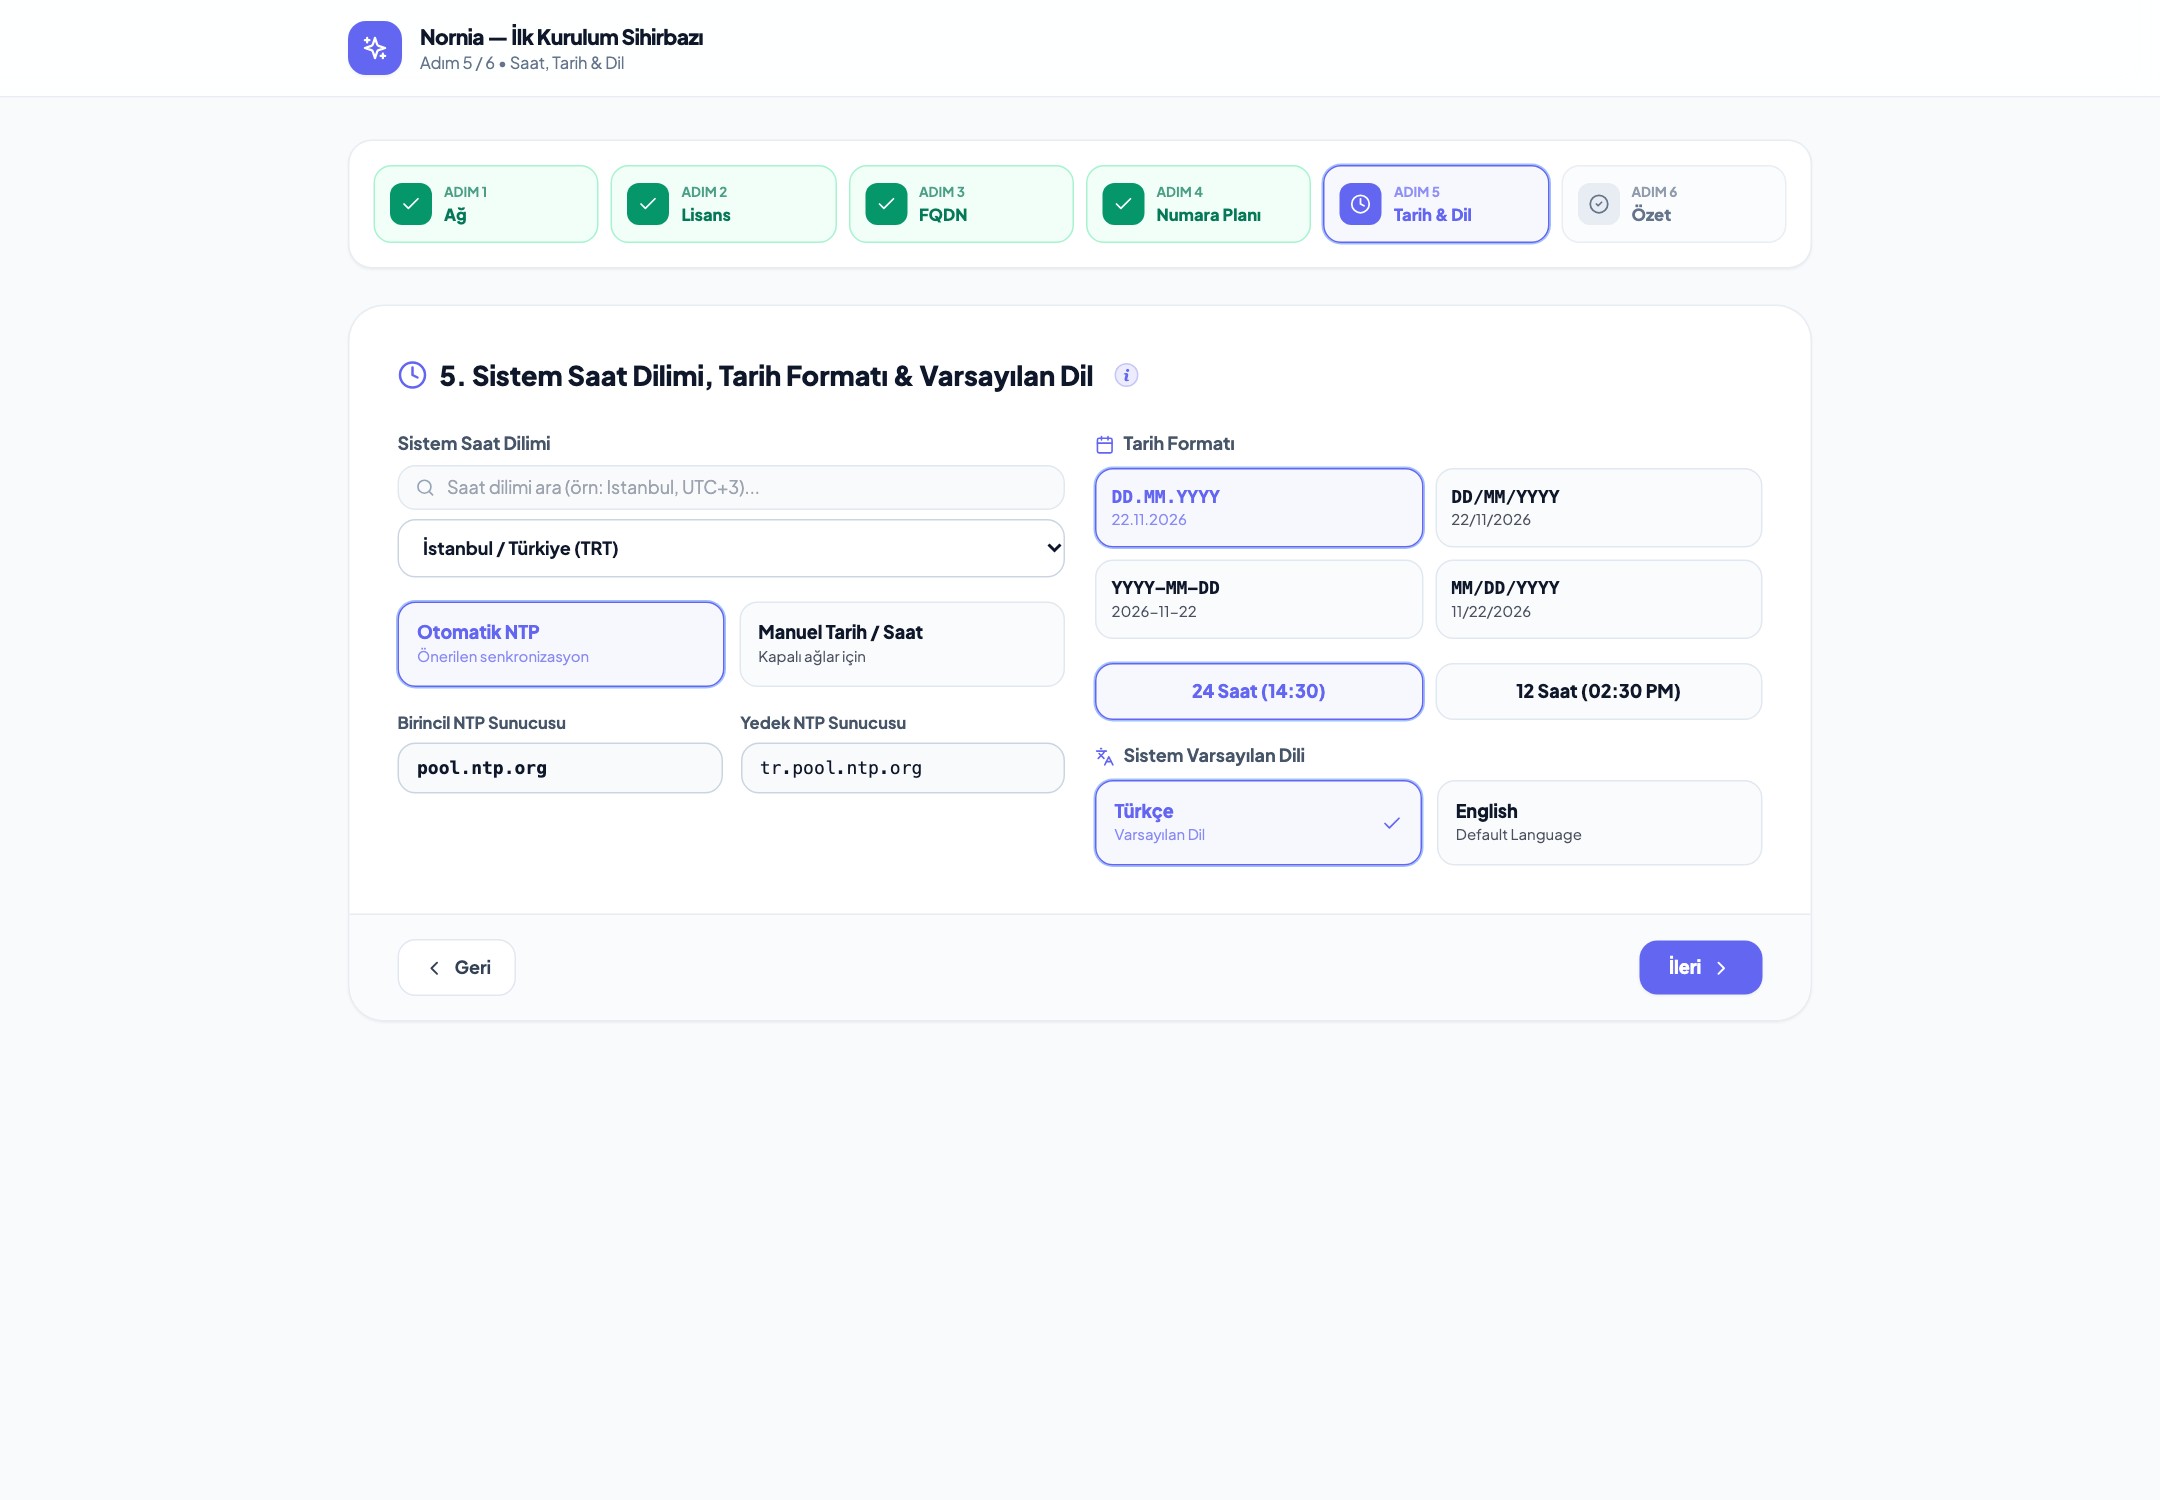 Nornia — İlk Kurulum Sihirbazı
Adım 5 / 6 • Saat, Tarih & Dil
ADIM 1
Ağ
ADIM 2
Lisans
ADIM 3
FQDN
ADIM 4
Numara Planı
ADIM 5
Tarih & Dil
ADIM 6
Özet
5. Sistem Saat Dilimi, Tarih Formatı & Varsayılan Dil
i
Sistem Saat Dilimi
Saat dilimi ara (örn: Istanbul, UTC+3)...
İstanbul / Türkiye (TRT)
Otomatik NTP
Önerilen senkronizasyon
Manuel Tarih / Saat
Kapalı ağlar için
Birincil NTP Sunucusu
pool.ntp.org
Yedek NTP Sunucusu
tr.pool.ntp.org
Tarih Formatı
DD.MM.YYYY
22.11.2026
DD/MM/YYYY
22/11/2026
YYYY-MM-DD
2026-11-22
MM/DD/YYYY
11/22/2026
24 Saat (14:30)
12 Saat (02:30 PM)
Sistem Varsayılan Dili
Türkçe
Varsayılan Dil
English
Default Language
Geri
İleri